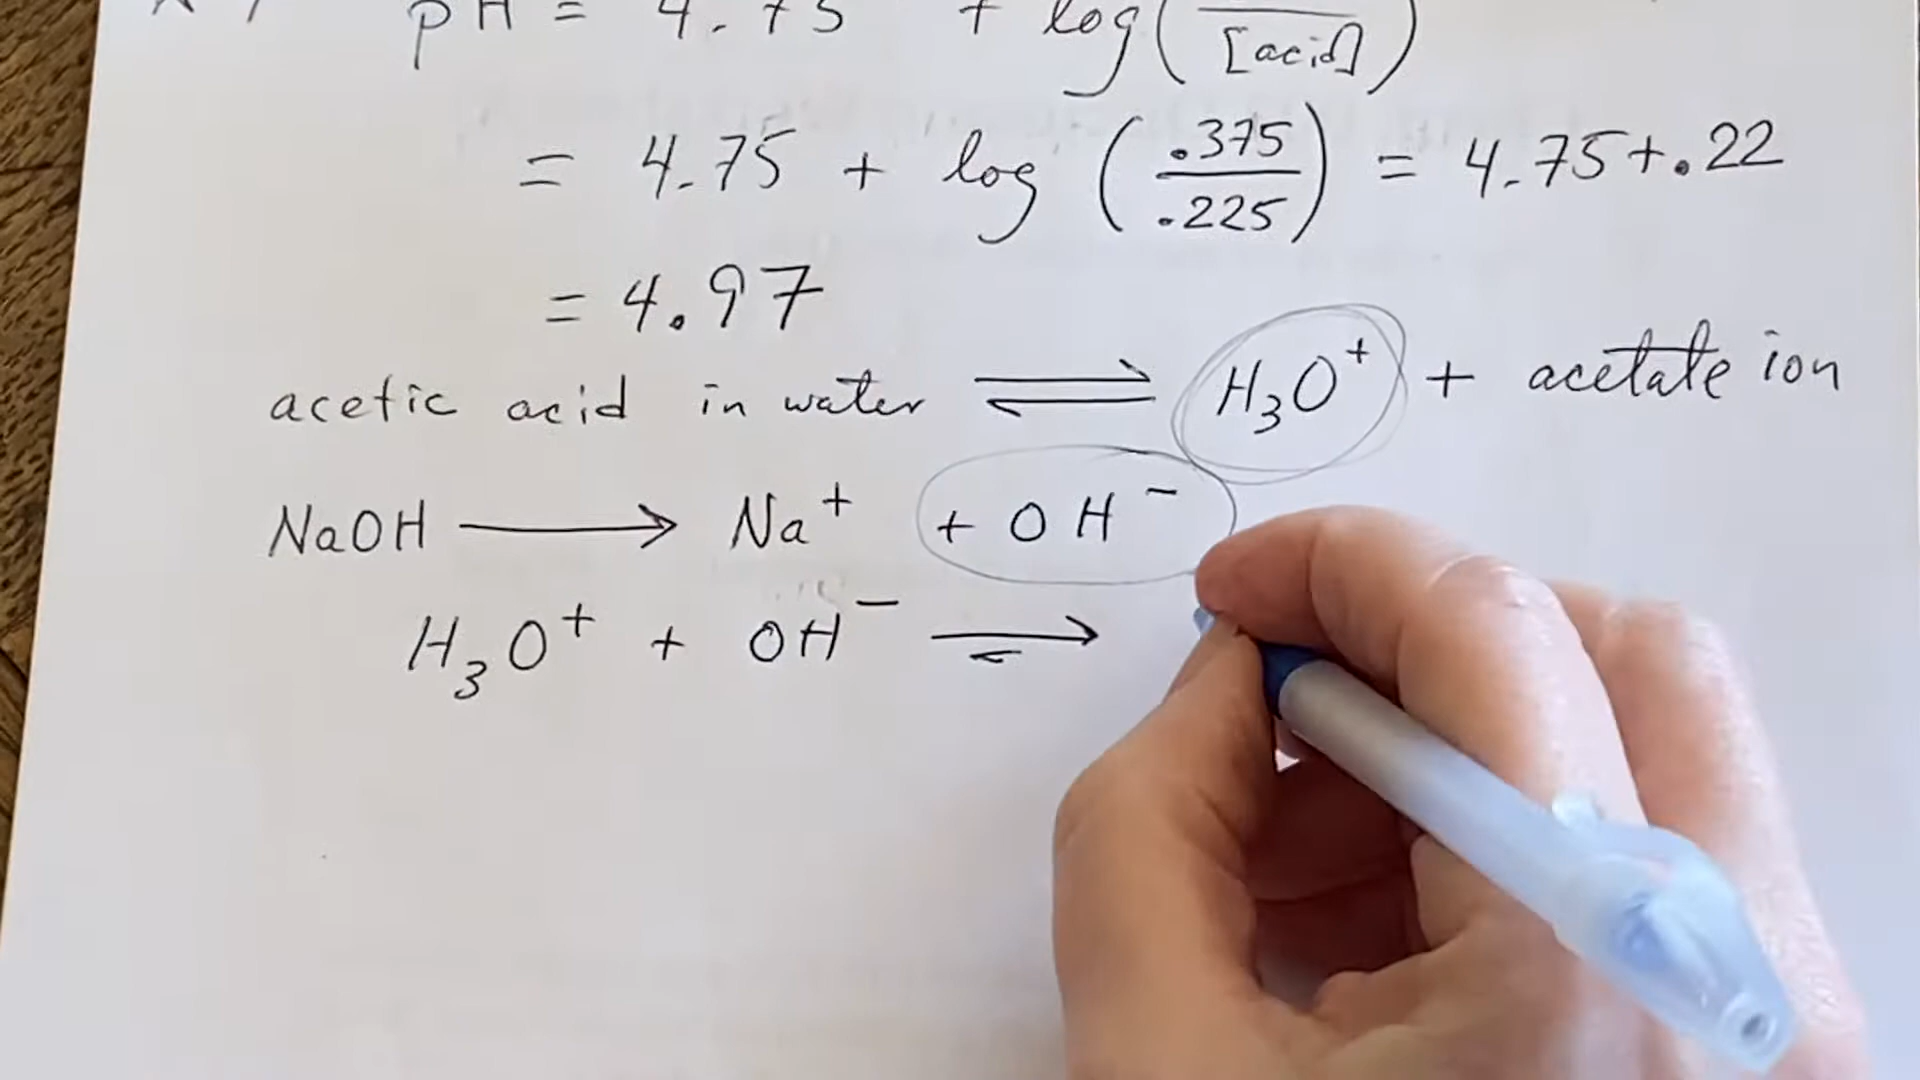 pH = 4.75 + log( / [acid])
= 4.75 + log (.375 / .225) = 4.75 + .22
= 4.97
acetic acid in water ⇌ H₃O⁺ + acetate ion
NaOH ⟶ Na⁺ + OH⁻
H₃O⁺ + OH⁻ ⇌